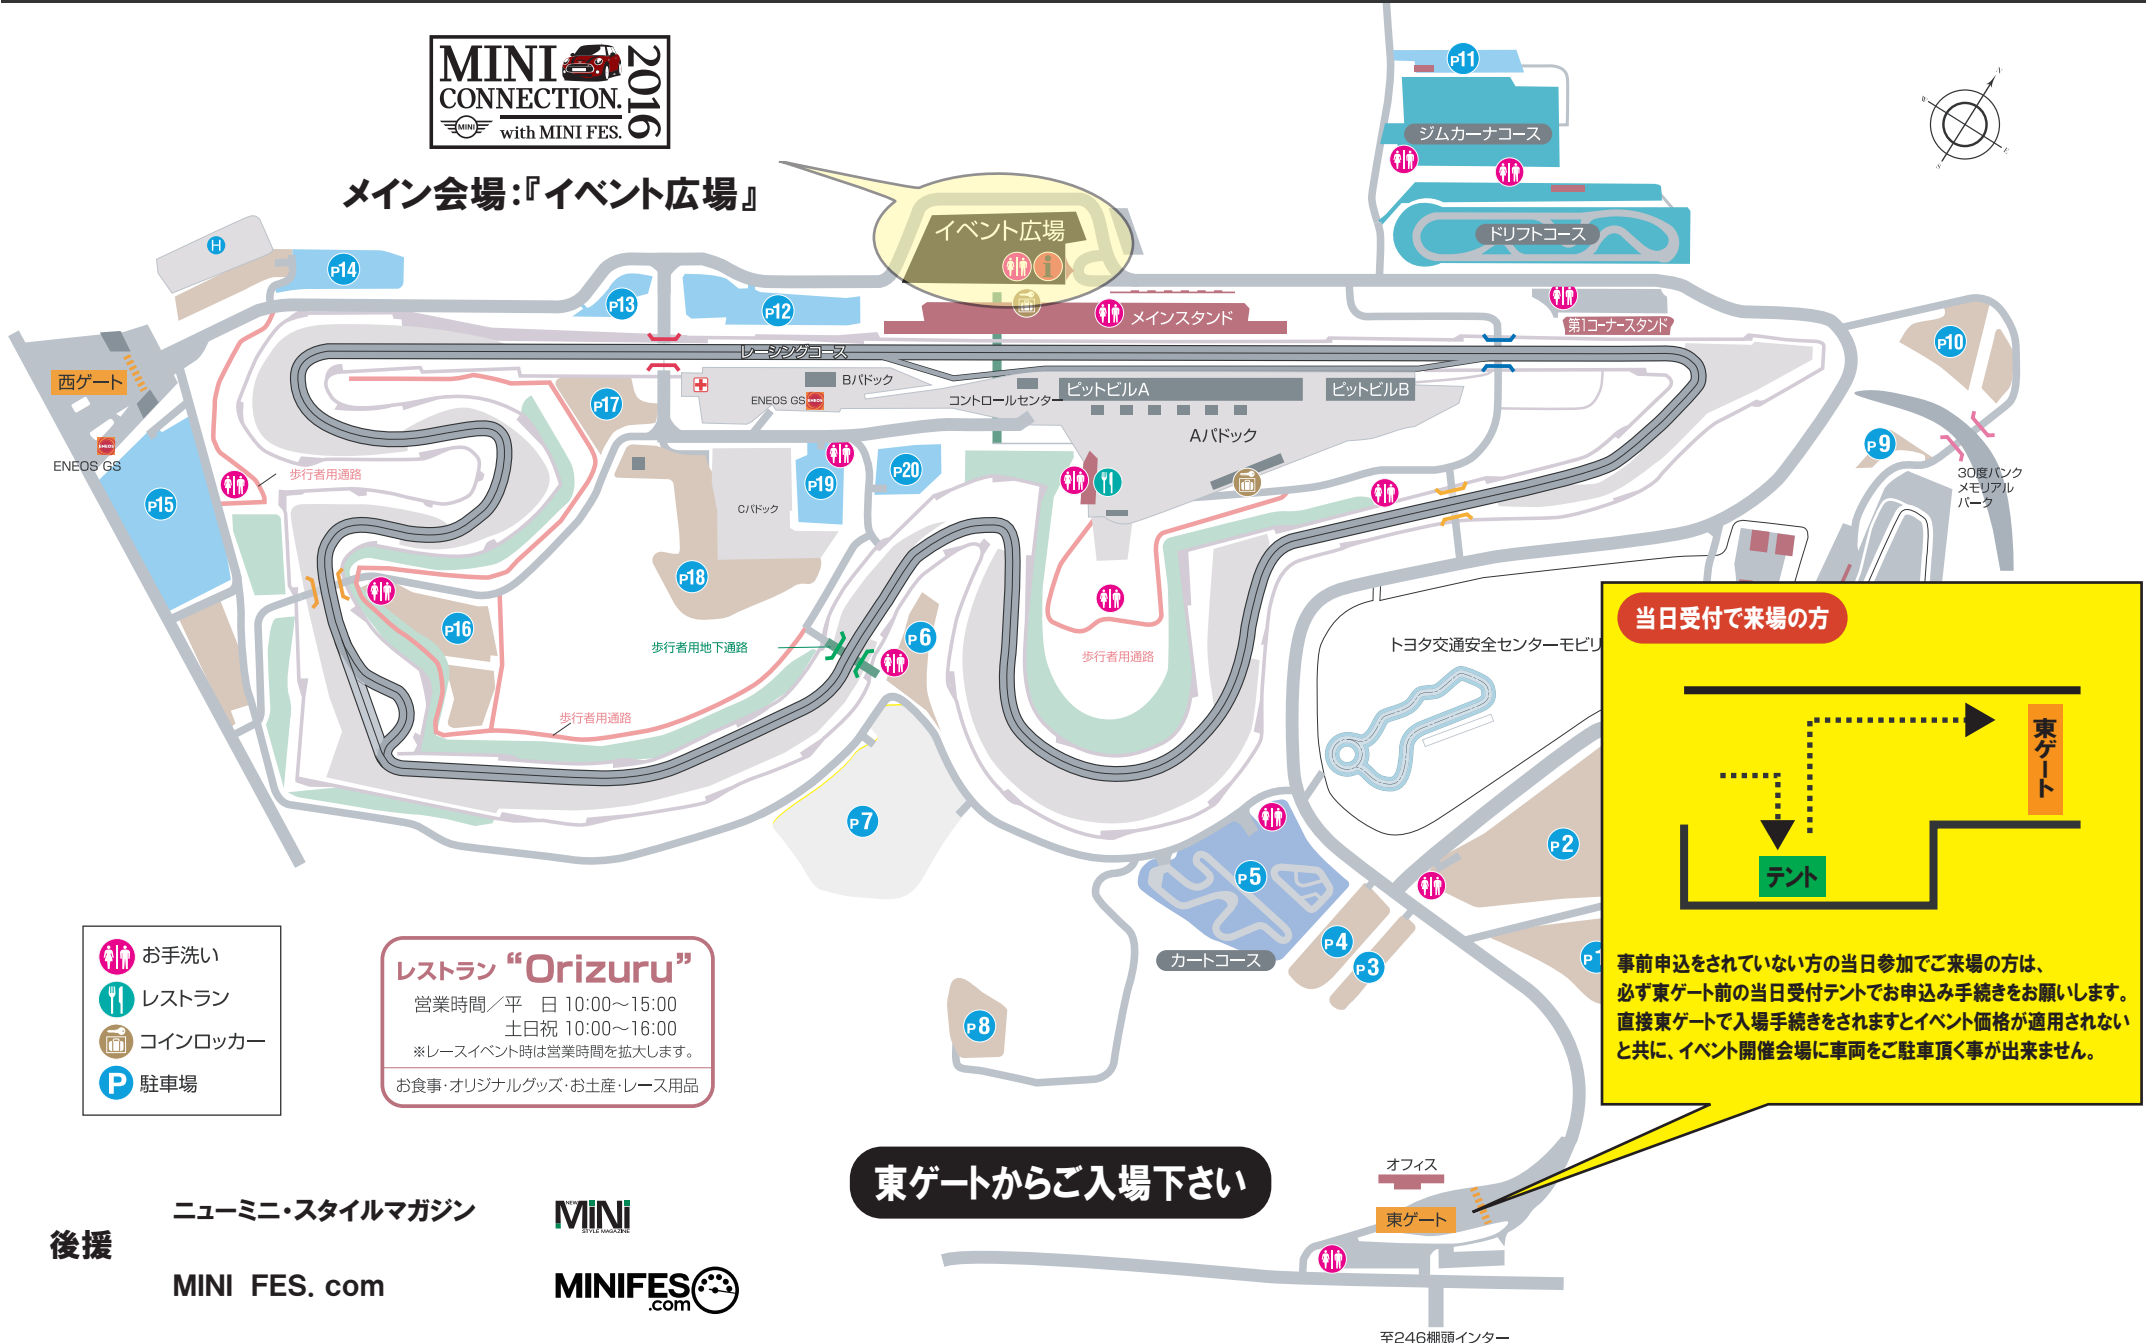 MINI
CONNECTION.
2016
MINI
with MINI FES.
メイン会場:『イベント広場』
イベント広場
P11
ジムカーナコース
ドリフトコース
N
W
E
S
H
P14
P13
P12
メインスタンド
第1コーナースタンド
P10
レーシングコース
西ゲート
Bパドック
ENEOS GS
ENEOS
コントロールセンター
ピットビルA
ピットビルB
P17
Aパドック
P9
30度バンク
メモリアル
パーク
ENEOS
ENEOS GS
歩行者用通路
P15
P19
P20
Cパドック
P18
P16
歩行者用地下通路
P6
歩行者用通路
歩行者用通路
トヨタ交通安全センターモビリ
P7
P2
P5
カートコース
P4
P3
P1
P8
当日受付で来場の方
東ゲート
テント
事前申込をされていない方の当日参加でご来場の方は、
必ず東ゲート前の当日受付テントでお申込み手続きをお願いします。
直接東ゲートで入場手続きをされますとイベント価格が適用されない
と共に、イベント開催会場に車両をご駐車頂く事が出来ません。
お手洗い
レストラン
コインロッカー
P 駐車場
レストラン “Orizuru”
営業時間/平 日 10:00~15:00
土日祝 10:00~16:00
※レースイベント時は営業時間を拡大します。
お食事・オリジナルグッズ・お土産・レース用品
東ゲートからご入場下さい
オフィス
東ゲート
至246棚頭インター
後援
ニューミニ・スタイルマガジン
NEW
MINI
STYLE MAGAZINE
MINI FES. com
MINIFES
.com